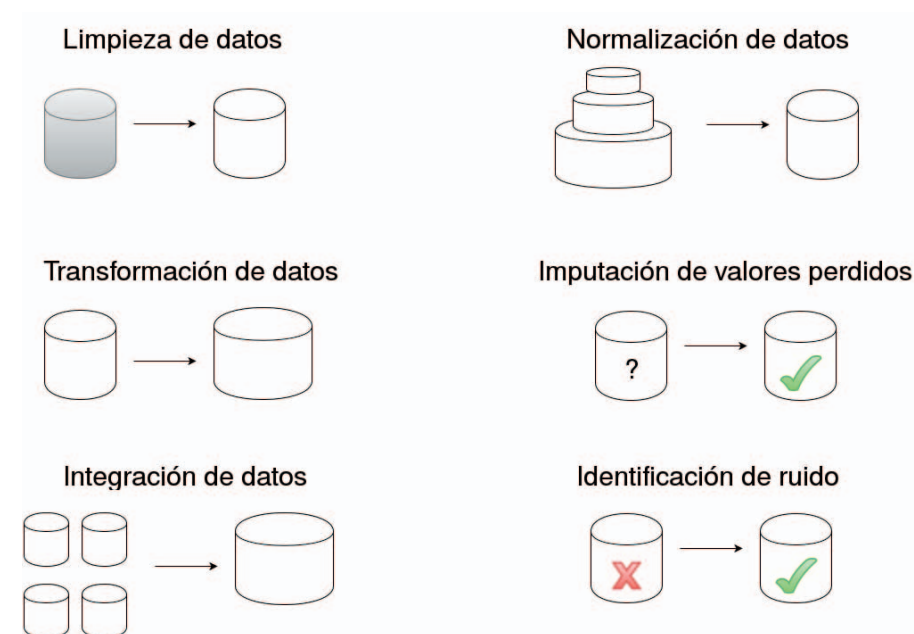 Limpieza de datos
Normalización de datos
Transformación de datos
Imputación de valores perdidos
?
Integración de datos
Identificación de ruido